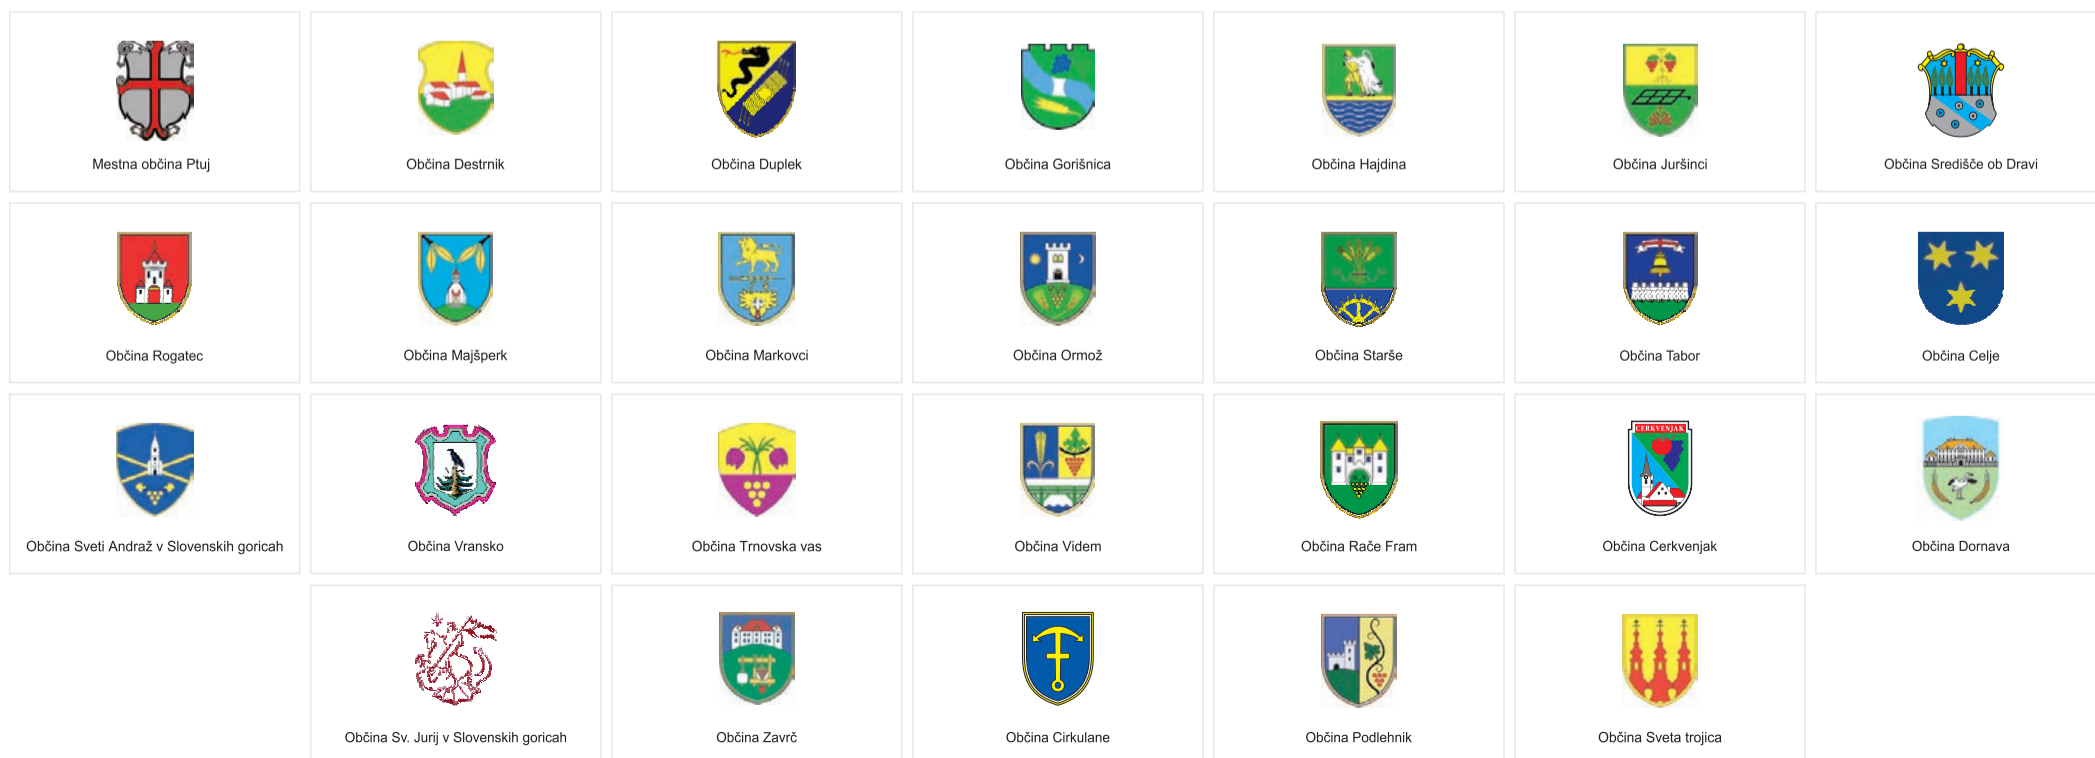 Mestna občina Ptuj
Občina Destrnik
Občina Duplek
Občina Gorišnica
Občina Hajdina
Občina Juršinci
Občina Središče ob Dravi
Občina Rogatec
Občina Majšperk
Občina Markovci
Občina Ormož
Občina Starše
Občina Tabor
Občina Celje
CERKVENJAK
Občina Sveti Andraž v Slovenskih goricah
Občina Vransko
Občina Trnovska vas
Občina Videm
Občina Rače Fram
Občina Cerkvenjak
Občina Dornava
Občina Sv. Jurij v Slovenskih goricah
Občina Zavrč
Občina Cirkulane
Občina Podlehnik
Občina Sveta trojica